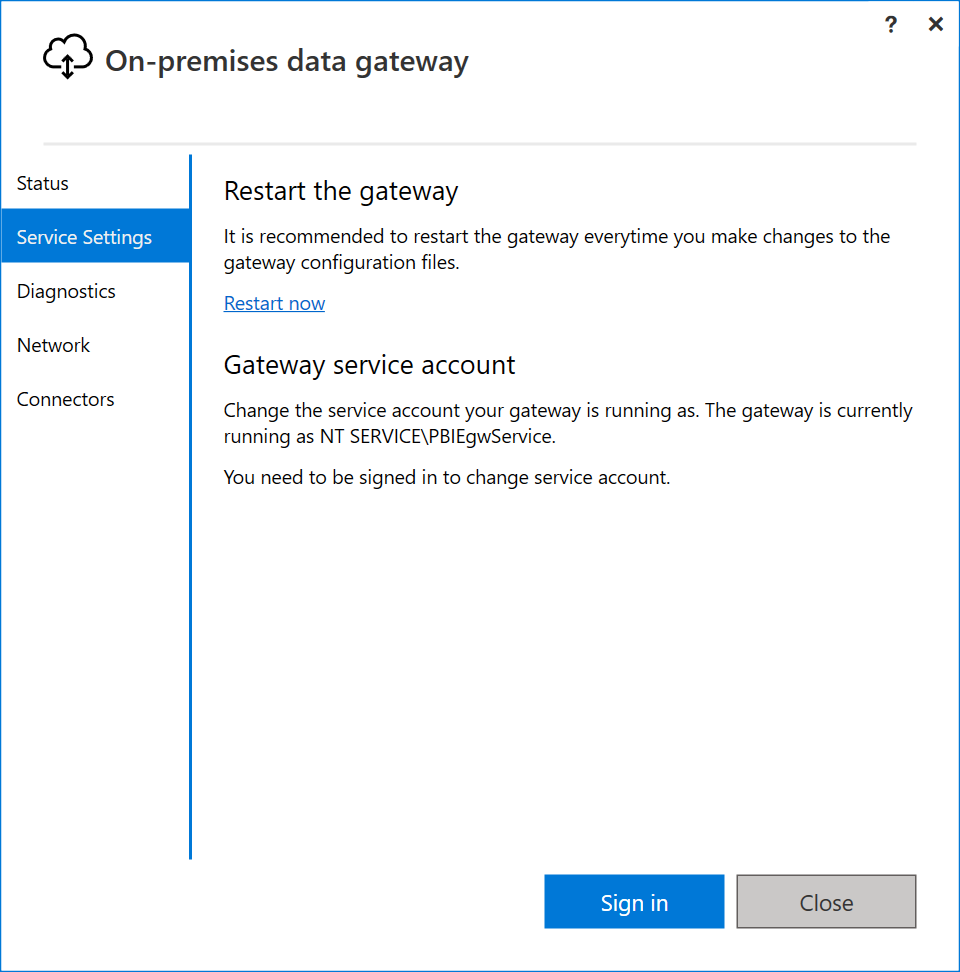 ?
On-premises data gateway
Status
Service Settings
Diagnostics
Network
Connectors
Restart the gateway
It is recommended to restart the gateway everytime you make changes to the
gateway configuration files.
Restart now
Gateway service account
Change the service account your gateway is running as. The gateway is currently
running as NT SERVICE\PBIEgwService.
You need to be signed in to change service account.
Sign in
Close